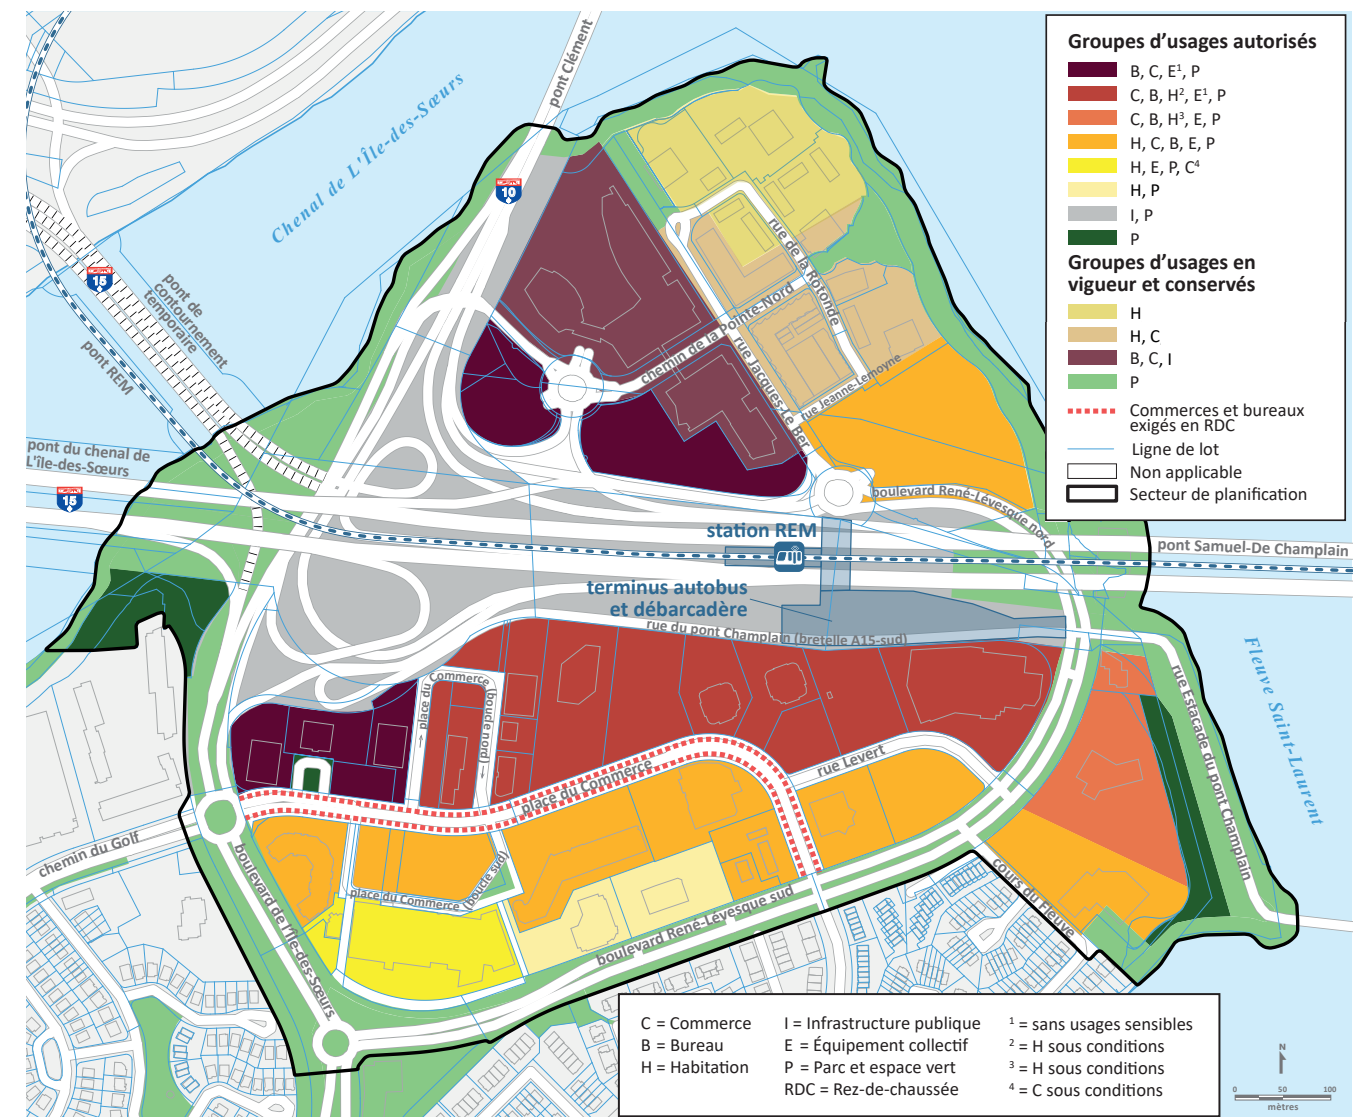 Groupes d'usages autorisés
B, C, E¹, P
C, B, H², E¹, P
C, B, H³, E, P
H, C, B, E, P
H, E, P, C⁴
H, P
I, P
P
Groupes d'usages en
vigueur et conservés
H
H, C
B, C, I
P
Commerces et bureaux
exigés en RDC
Ligne de lot
Non applicable
Secteur de planification
pont Clément
Chenal de L'Île-des-Sœurs
10
15
pont de
contournement
temporaire
pont REM
pont du chenal de
L'île-des-Sœurs
15
rue de la Rotonde
chemin de la Pointe-Nord
rue Jacques-Le Ber
rue Jeanne-Lemoyne
boulevard René-Lévesque nord
station REM
pont Samuel-De Champlain
terminus autobus
et débarcadère
rue du pont Champlain (bretelle A15-sud)
Fleuve Saint-Laurent
rue Estacade du pont Champlain
place du Commerce (boucle nord)
place du Commerce
rue Levert
chemin du Golf
boulevard de l'Île-des-Sœurs
place du Commerce (boucle sud)
boulevard René-Lévesque sud
cours du Fleuve
C = Commerce
B = Bureau
H = Habitation
I = Infrastructure publique
E = Équipement collectif
P = Parc et espace vert
RDC = Rez-de-chaussée
¹ = sans usages sensibles
² = H sous conditions
³ = H sous conditions
⁴ = C sous conditions
N
0 50 100
mètres